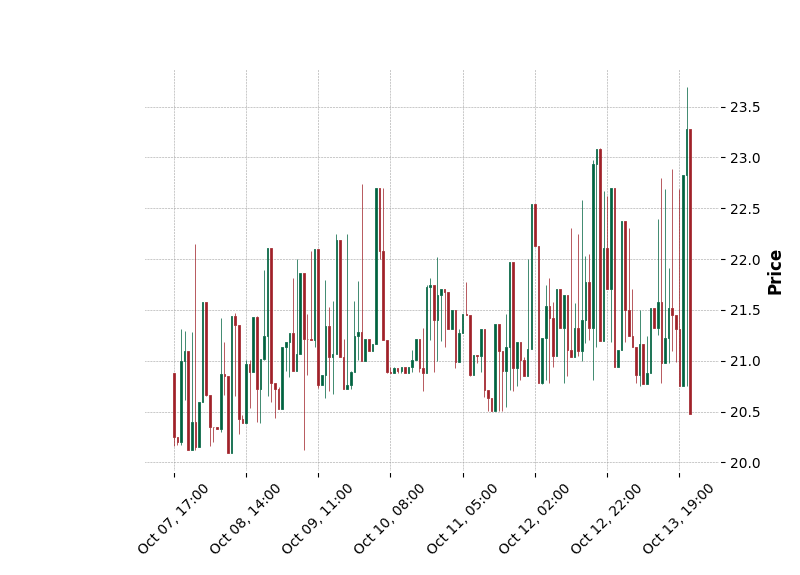 23.5
23.0
22.5
22.0
21.5
21.0
20.5
20.0
Price
Oct 07, 17:00
Oct 08, 14:00
Oct 09, 11:00
Oct 10, 08:00
Oct 11, 05:00
Oct 12, 02:00
Oct 12, 22:00
Oct 13, 19:00